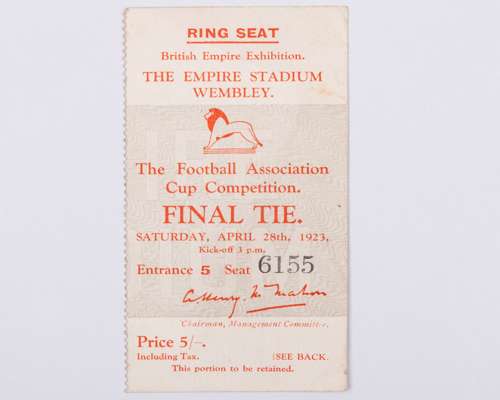 RING SEAT
British Empire Exhibition.
THE EMPIRE STADIUM
WEMBLEY.
The Football Association
Cup Competition.
FINAL TIE.
SATURDAY, APRIL 28th, 1923,
Kick-off 3 p.m.
Entrance 5 Seat 6155
A. Henry McMahon
Chairman, Management Committee.
Price 5/-.
Including Tax. SEE BACK.
This portion to be retained.